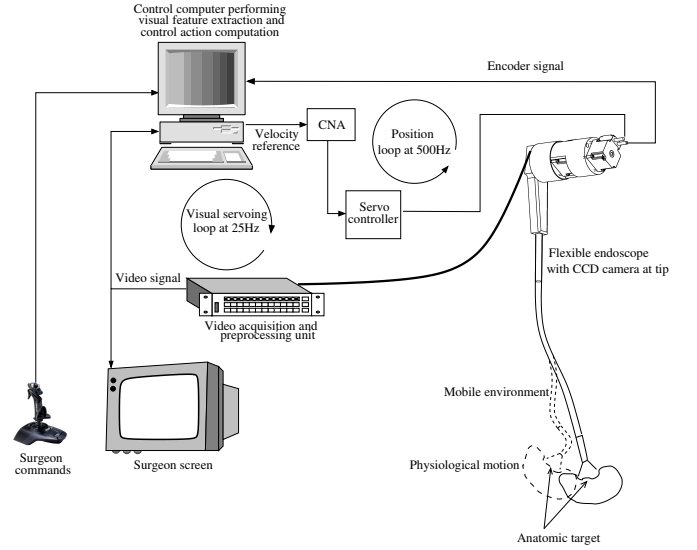 Control computer performing
visual feature extraction and
control action computation
Encoder signal
CNA
Velocity
reference
Position
loop at 500Hz
Servo
controller
Visual servoing
loop at 25Hz
Flexible endoscope
with CCD camera at tip
Video signal
Video acquisition and
preprocessing unit
Mobile environment
Surgeon
commands
Surgeon screen
Physiological motion
Anatomic target